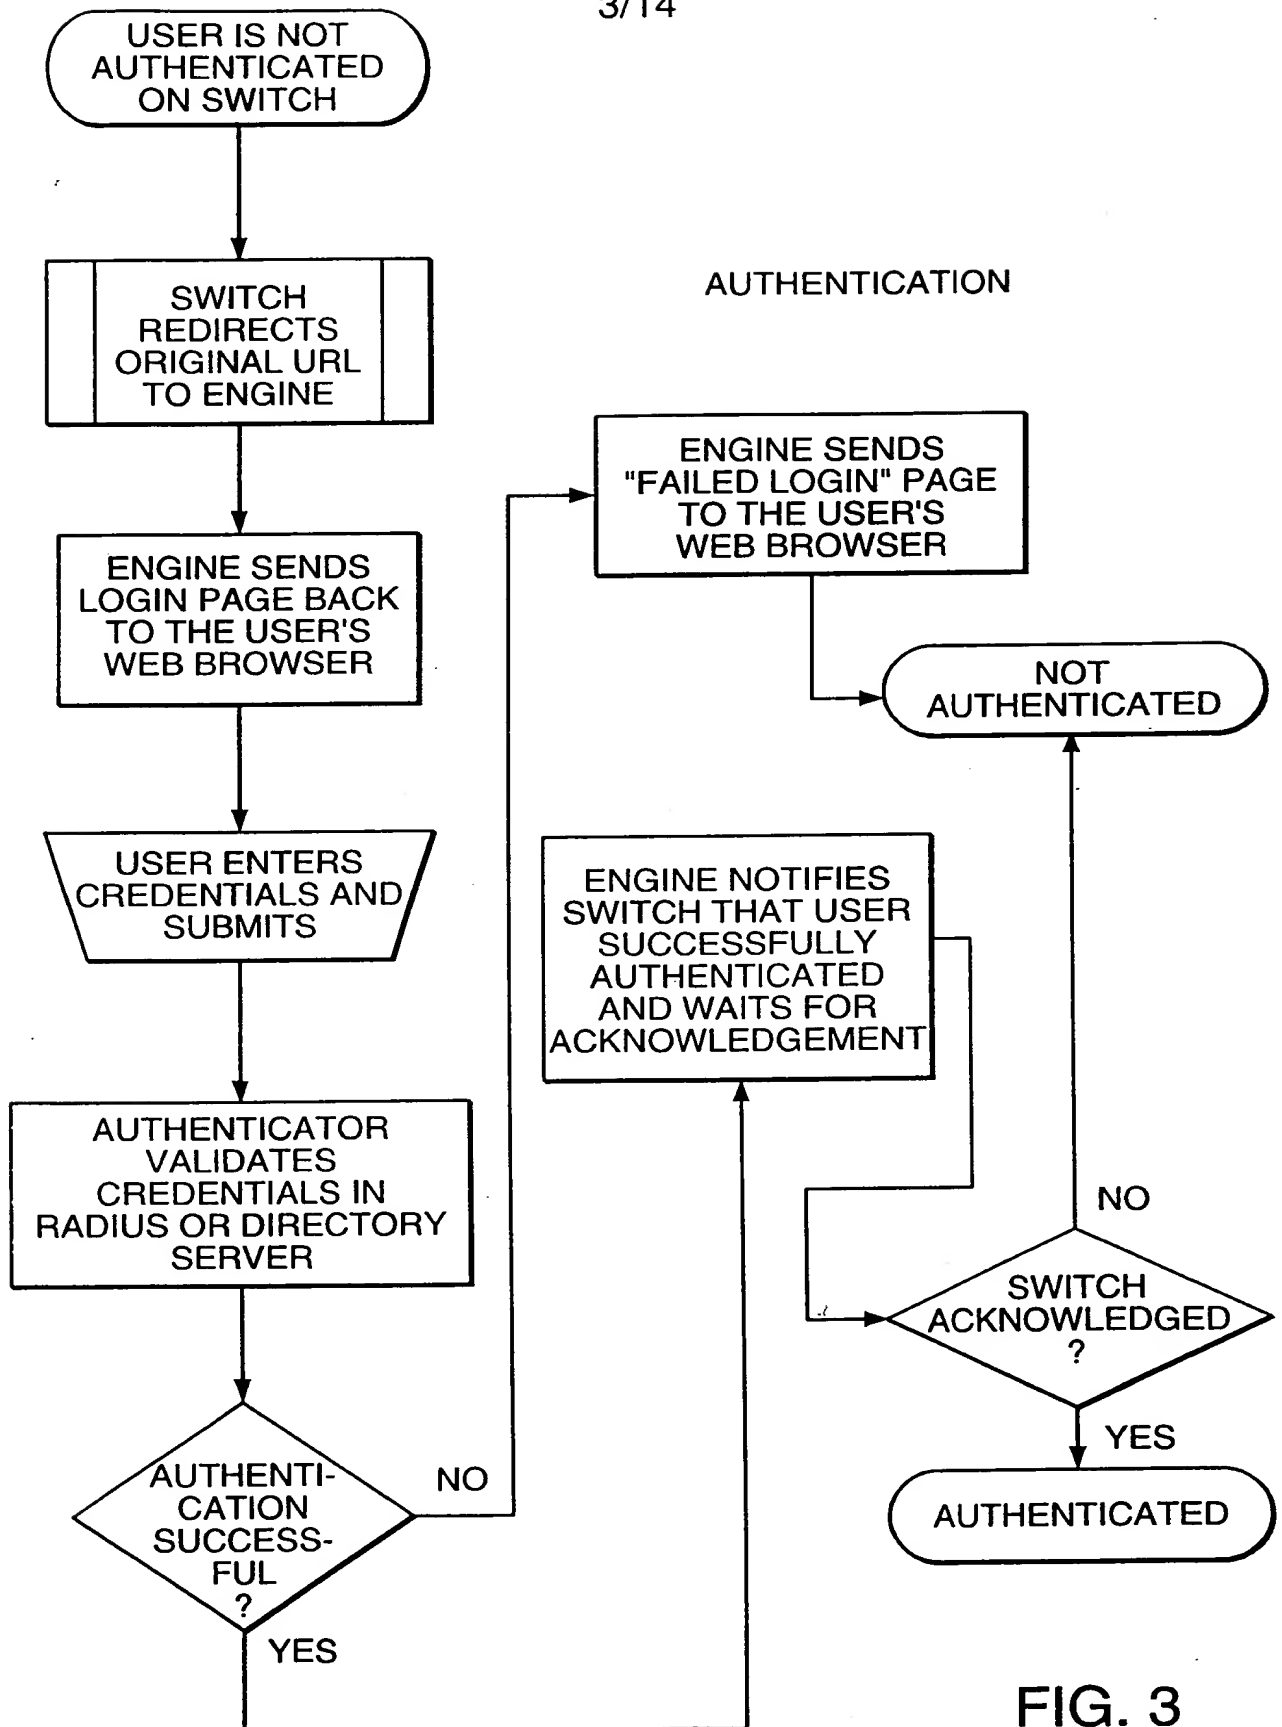 3/14
USER IS NOT
AUTHENTICATED
ON SWITCH
SWITCH
REDIRECTS
ORIGINAL URL
TO ENGINE
ENGINE SENDS
LOGIN PAGE BACK
TO THE USER'S
WEB BROWSER
USER ENTERS
CREDENTIALS AND
SUBMITS
AUTHENTICATOR
VALIDATES
CREDENTIALS IN
RADIUS OR DIRECTORY
SERVER
AUTHENTI-
CATION
SUCCESS-
FUL
?
NO
YES
AUTHENTICATION
ENGINE SENDS
"FAILED LOGIN" PAGE
TO THE USER'S
WEB BROWSER
NOT
AUTHENTICATED
ENGINE NOTIFIES
SWITCH THAT USER
SUCCESSFULLY
AUTHENTICATED
AND WAITS FOR
ACKNOWLEDGEMENT
NO
SWITCH
ACKNOWLEDGED
?
YES
AUTHENTICATED
FIG. 3